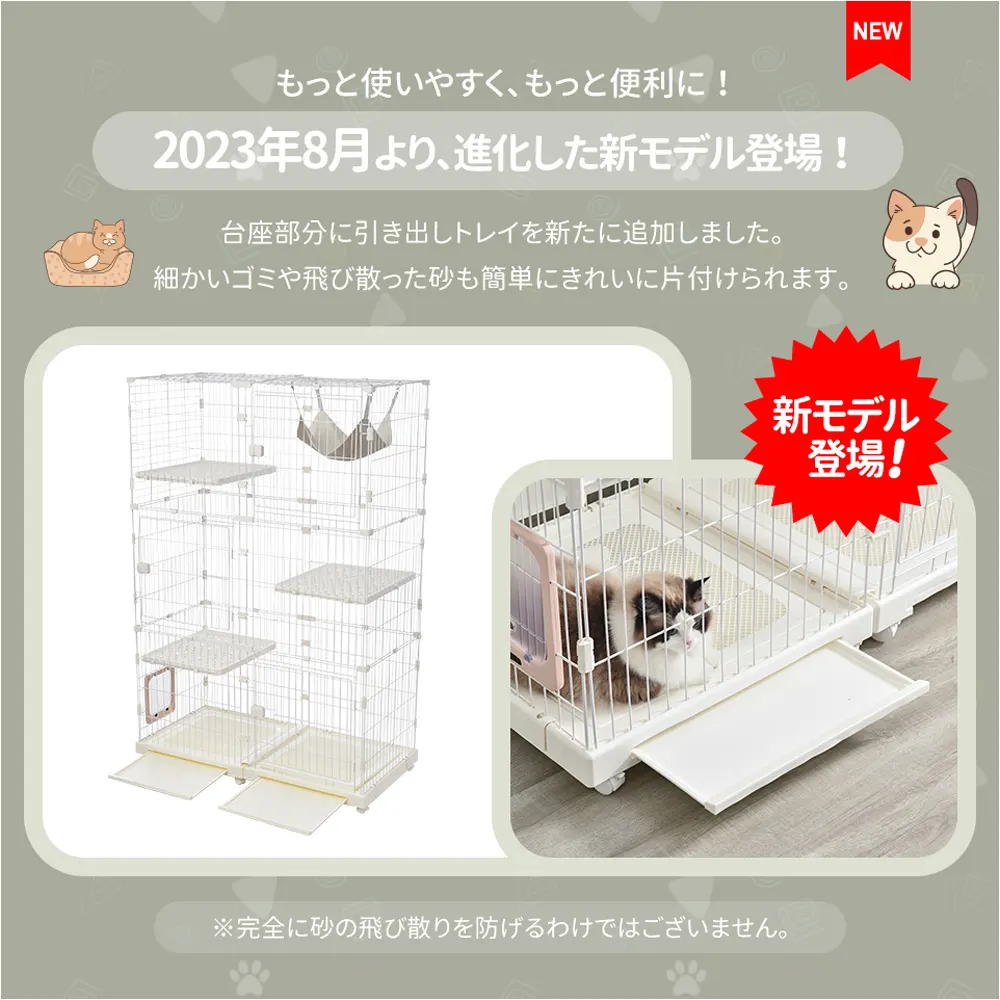 NEW
もっと使いやすく、もっと便利に！
2023年8月より、進化した新モデル登場！
台座部分に引き出しトレイを新たに追加しました。
細かいゴミや飛び散った砂も簡単にきれいに片付けられます。
新モデル
登場！
※完全に砂の飛び散りを防げるわけではございません。